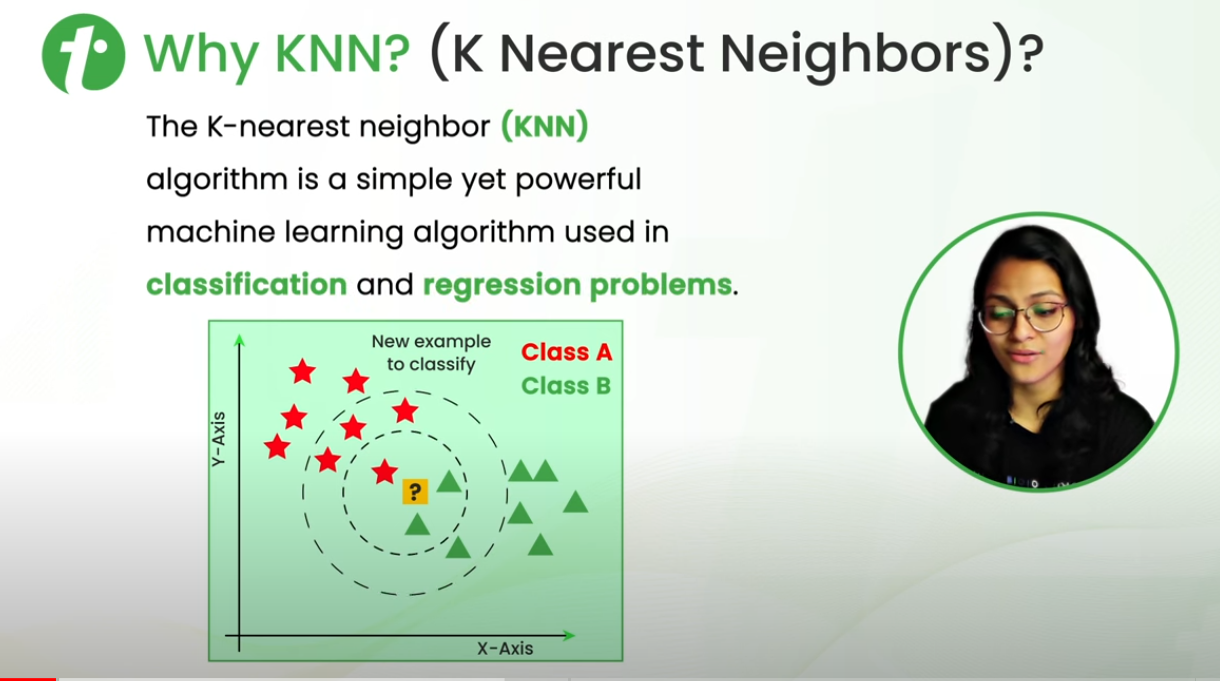 Why KNN? (K Nearest Neighbors)?
The K-nearest neighbor (KNN)
algorithm is a simple yet powerful
machine learning algorithm used in
classification and regression problems.
New example
to classify
Class A
Class B
Y-Axis
?
X-Axis